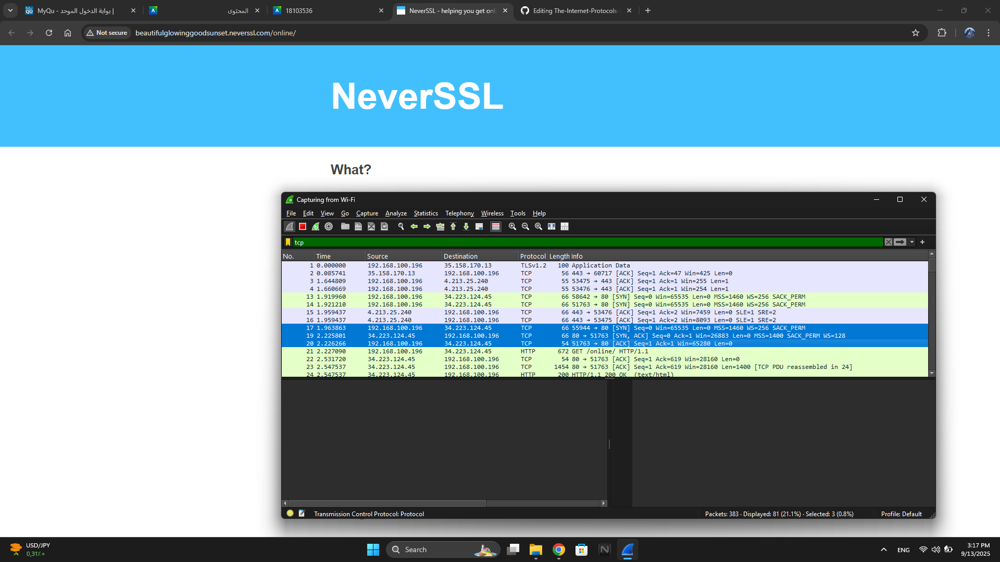 MyQu - بوابة الدخول الموحد |
المحتوى
18103536
NeverSSL - helping you get onl
Editing The-Internet-Protocols-
Not secure
beautifulglowinggoodsunset.neverssl.com/online/
NeverSSL
What?
Capturing from Wi-Fi
File Edit View Go Capture Analyze Statistics Telephony Wireless Tools Help
tcp
No. Time Source Destination Protocol Length Info
1 0.000000 192.168.100.196 35.158.170.13 TLSv1.2 100 Application Data
2 0.085741 35.158.170.13 192.168.100.196 TCP 56 443 → 60717 [ACK] Seq=1 Ack=47 Win=425 Len=0
3 1.644809 192.168.100.196 4.213.25.240 TCP 55 53475 → 443 [ACK] Seq=1 Ack=1 Win=255 Len=1
4 1.660669 192.168.100.196 4.213.25.240 TCP 55 53476 → 443 [ACK] Seq=1 Ack=1 Win=254 Len=1
13 1.919960 192.168.100.196 34.223.124.45 TCP 66 58642 → 80 [SYN] Seq=0 Win=65535 Len=0 MSS=1460 WS=256 SACK_PERM
14 1.921210 192.168.100.196 34.223.124.45 TCP 66 51763 → 80 [SYN] Seq=0 Win=65535 Len=0 MSS=1460 WS=256 SACK_PERM
15 1.959437 4.213.25.240 192.168.100.196 TCP 66 443 → 53476 [ACK] Seq=1 Ack=2 Win=7459 Len=0 SLE=1 SRE=2
16 1.959437 4.213.25.240 192.168.100.196 TCP 66 443 → 53475 [ACK] Seq=1 Ack=2 Win=8093 Len=0 SLE=1 SRE=2
17 1.963863 192.168.100.196 34.223.124.45 TCP 66 55944 → 80 [SYN] Seq=0 Win=65535 Len=0 MSS=1460 WS=256 SACK_PERM
19 2.225801 34.223.124.45 192.168.100.196 TCP 66 80 → 51763 [SYN, ACK] Seq=0 Ack=1 Win=26883 Len=0 MSS=1400 SACK_PERM WS=128
20 2.226266 192.168.100.196 34.223.124.45 TCP 54 51763 → 80 [ACK] Seq=1 Ack=1 Win=65280 Len=0
21 2.227090 192.168.100.196 34.223.124.45 HTTP 672 GET /online/ HTTP/1.1
22 2.531720 34.223.124.45 192.168.100.196 TCP 54 80 → 51763 [ACK] Seq=1 Ack=619 Win=28160 Len=0
23 2.547537 34.223.124.45 192.168.100.196 TCP 1454 80 → 51763 [ACK] Seq=1 Ack=619 Win=28160 Len=1400 [TCP PDU reassembled in 24]
24 2.547537 34.223.124.45 192.168.100.196 HTTP 200 HTTP/1.1 200 OK (text/html)
Transmission Control Protocol: Protocol
Packets: 383 · Displayed: 81 (21.1%) · Selected: 3 (0.8%)
Profile: Default
USD/JPY
0,31٪+
Search
ENG
3:17 PM
9/13/2025